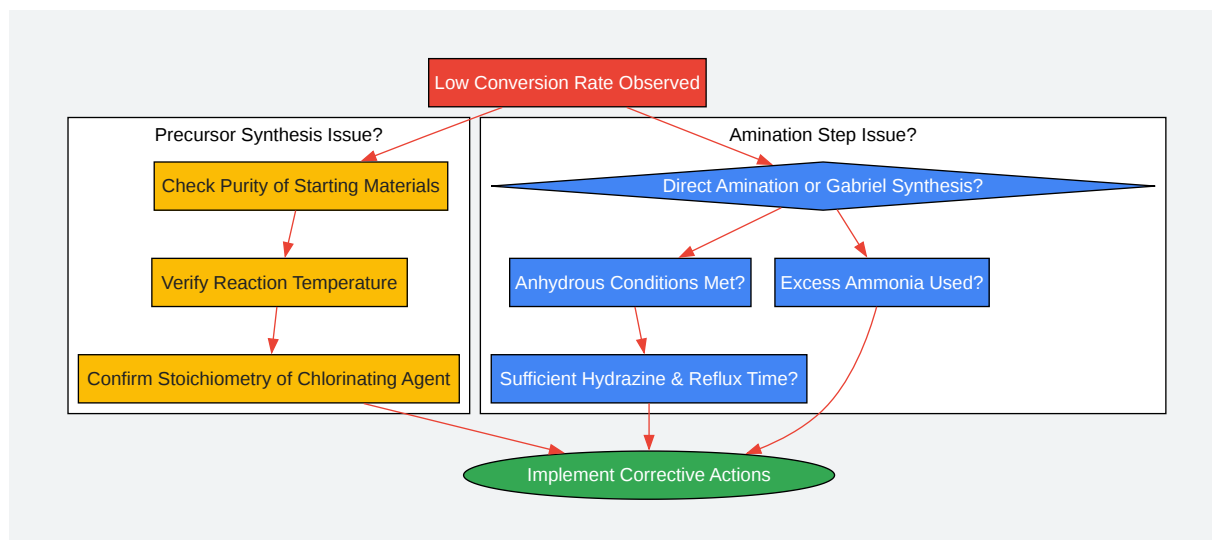 Low Conversion Rate Observed
Precursor Synthesis Issue?
Amination Step Issue?
Check Purity of Starting Materials
Direct Amination or Gabriel Synthesis?
Verify Reaction Temperature
Anhydrous Conditions Met?
Excess Ammonia Used?
Confirm Stoichiometry of Chlorinating Agent
Sufficient Hydrazine & Reflux Time?
Implement Corrective Actions